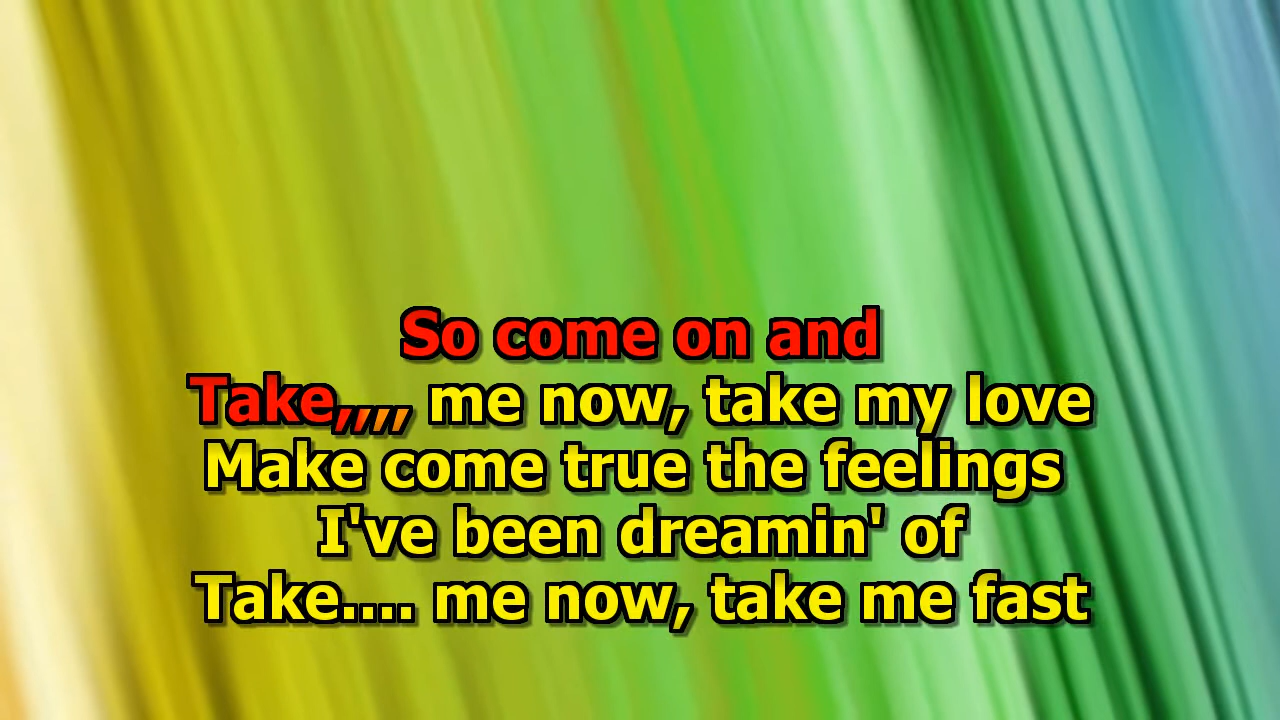 So come on and
Take,,,, me now, take my love
Make come true the feelings
I've been dreamin' of
Take.... me now, take me fast